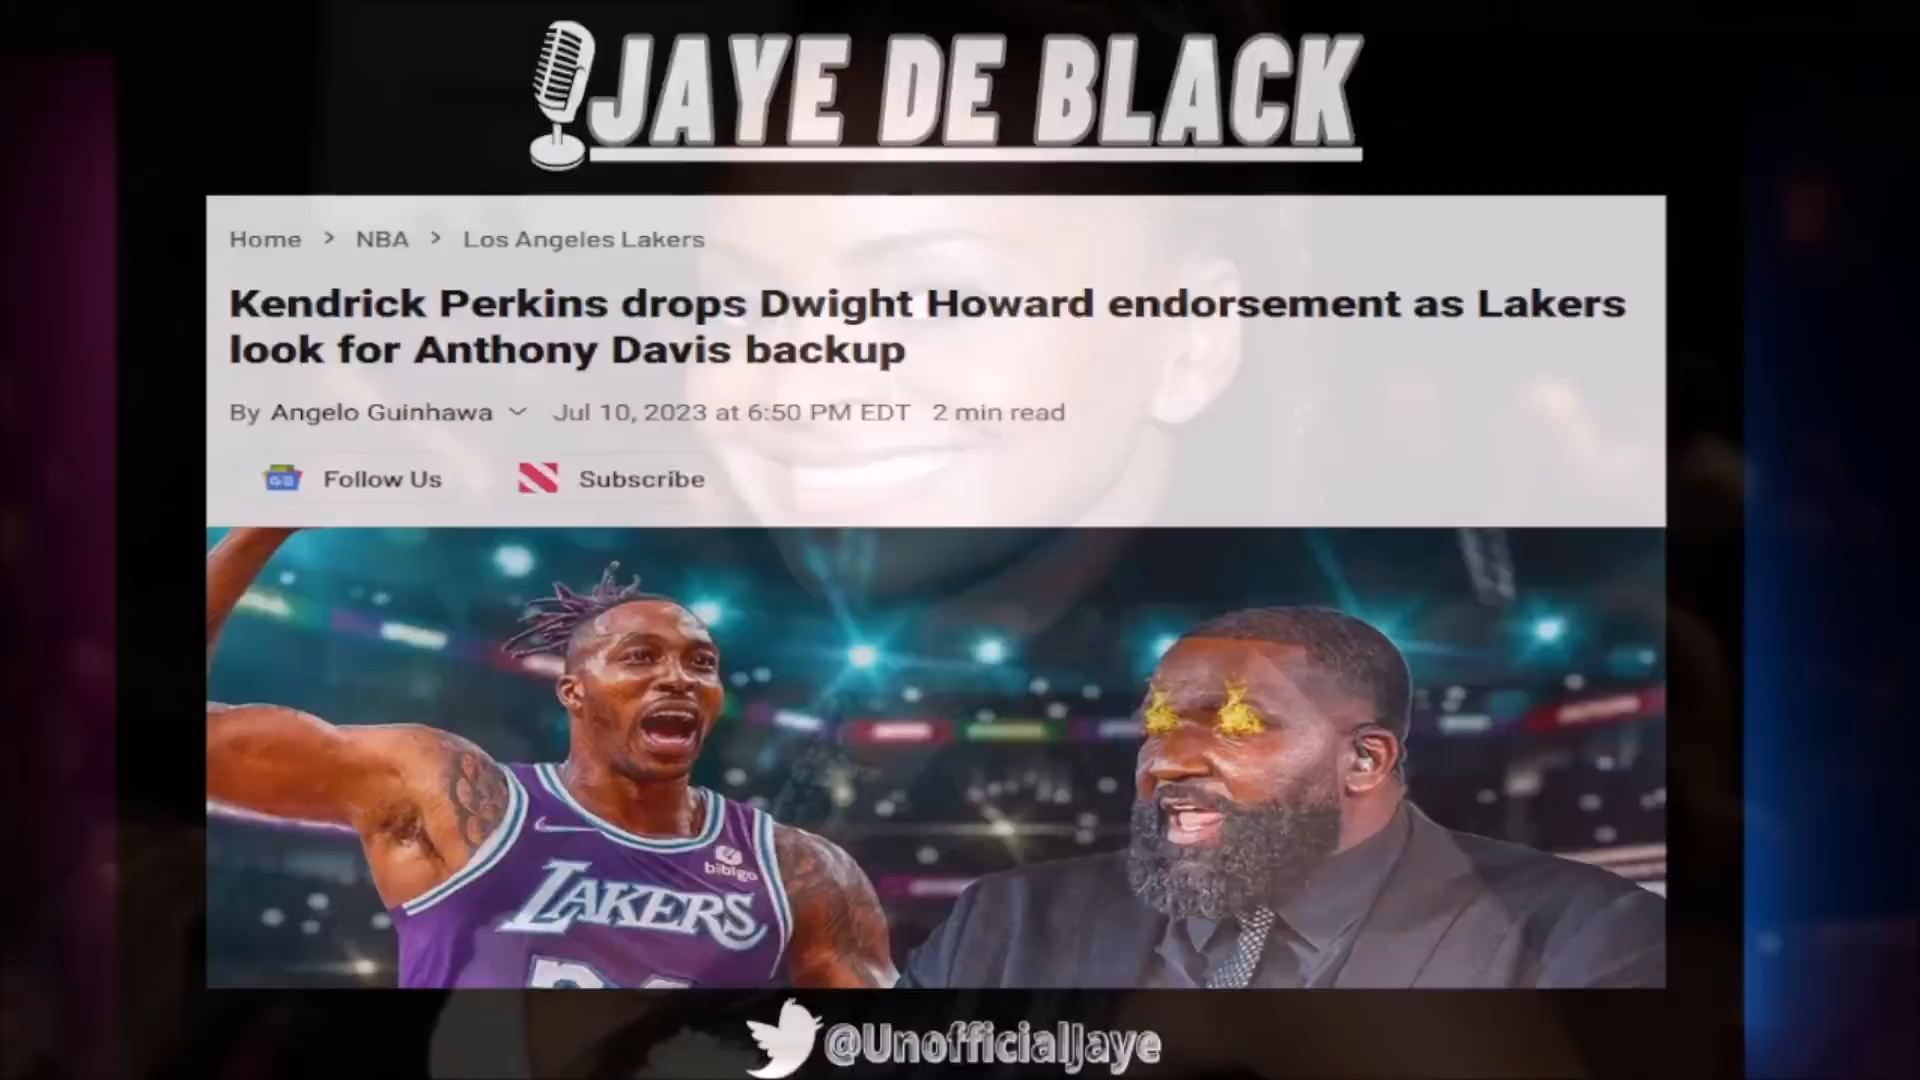 JAYE DE BLACK
Home > NBA > Los Angeles Lakers
Kendrick Perkins drops Dwight Howard endorsement as Lakers
look for Anthony Davis backup
By Angelo Guinhawa Jul 10, 2023 at 6:50 PM EDT 2 min read
Follow Us Subscribe
bibigo
LAKERS
@UnofficialJaye